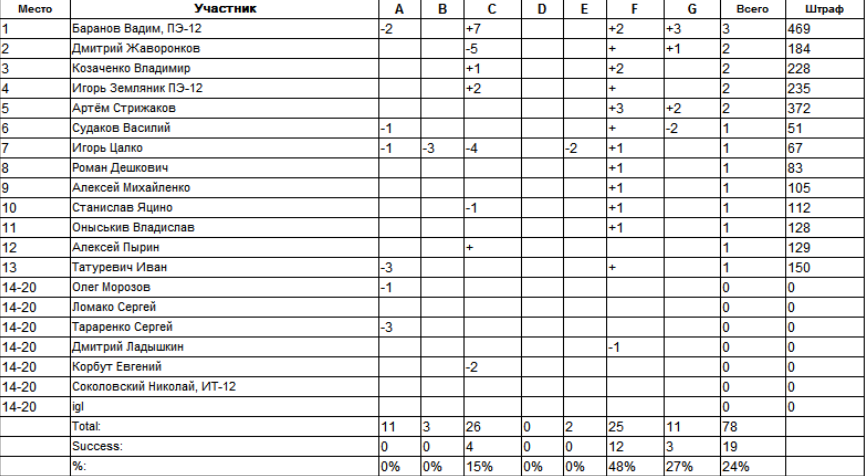 Место Участник A B C D E F G Всего Штраф
1 Баранов Вадим, ПЭ-12 -2 +7 +2 +3 3 469
2 Дмитрий Жаворонков -5 + +1 2 184
3 Козаченко Владимир +1 +2 2 228
4 Игорь Земляник ПЭ-12 +2 + 2 235
5 Артём Стрижаков +3 +2 2 372
6 Судаков Василий -1 + -2 1 51
7 Игорь Цалко -1 -3 -4 -2 +1 1 67
8 Роман Дешкович +1 1 83
9 Алексей Михайленко +1 1 105
10 Станислав Яцино -1 +1 1 112
11 Оныськив Владислав +1 1 128
12 Алексей Пырин + 1 129
13 Татуревич Иван -3 + 1 150
14-20 Олег Морозов -1 0 0
14-20 Ломако Сергей 0 0
14-20 Тараренко Сергей -3 0 0
14-20 Дмитрий Ладышкин -1 0 0
14-20 Корбут Евгений -2 0 0
14-20 Соколовский Николай, ИТ-12 0 0
14-20 igl 0 0
Total: 11 3 26 0 2 25 11 78
Success: 0 0 4 0 0 12 3 19
%: 0% 0% 15% 0% 0% 48% 27% 24%